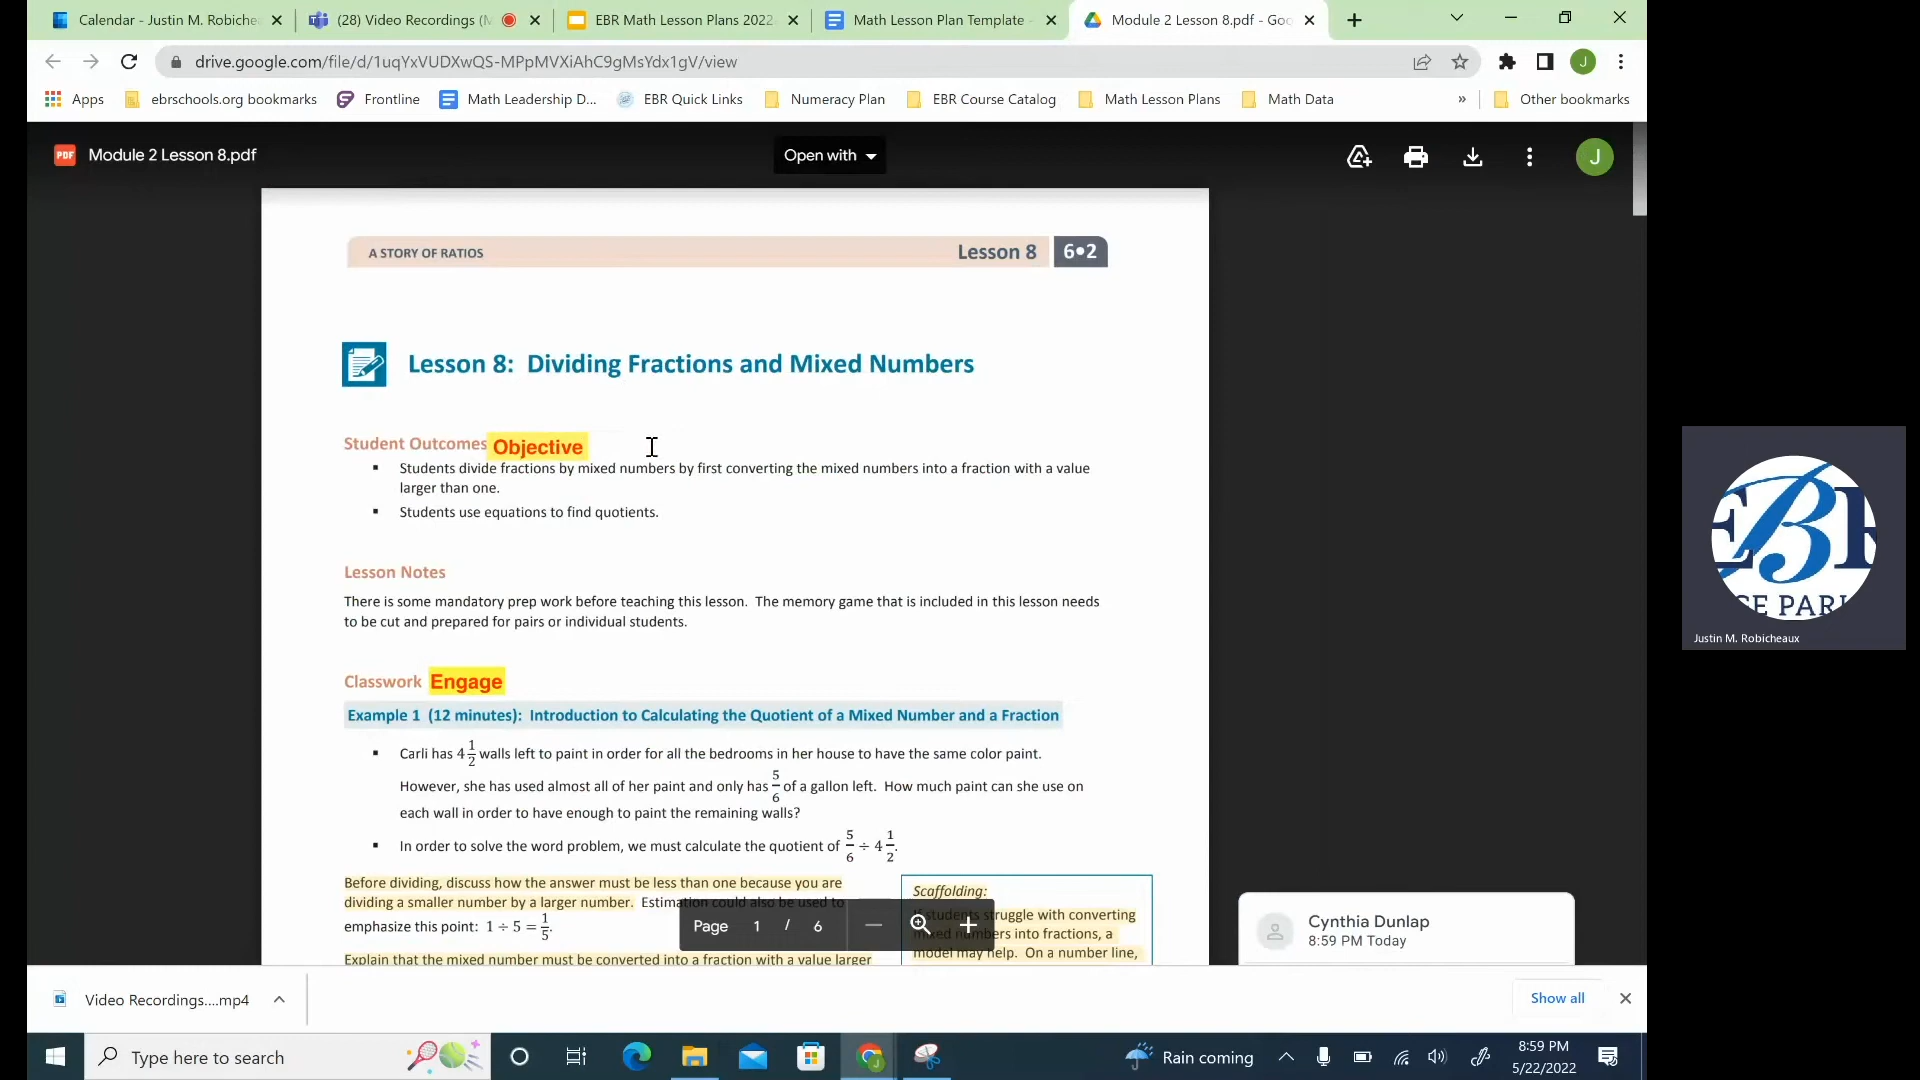 Calendar - Justin M. Robiche
(28) Video Recordings (M
EBR Math Lesson Plans 2022
Math Lesson Plan Template -
Module 2 Lesson 8.pdf - Goo
drive.google.com/file/d/1uqYxVUDXwQS-MPpMVXiAhC9gMsYdx1gV/view
J
Apps
ebrschools.org bookmarks
Frontline
Math Leadership D...
EBR Quick Links
Numeracy Plan
EBR Course Catalog
Math Lesson Plans
Math Data
»
Other bookmarks
PDF
Module 2 Lesson 8.pdf
Open with
J
A STORY OF RATIOS
Lesson 8
6•2
Lesson 8: Dividing Fractions and Mixed Numbers
Student Outcomes Objective
▪ Students divide fractions by mixed numbers by first converting the mixed numbers into a fraction with a value
larger than one.
▪ Students use equations to find quotients.
Lesson Notes
There is some mandatory prep work before teaching this lesson. The memory game that is included in this lesson needs
to be cut and prepared for pairs or individual students.
Classwork Engage
Example 1 (12 minutes): Introduction to Calculating the Quotient of a Mixed Number and a Fraction
▪ Carli has 4 1/2 walls left to paint in order for all the bedrooms in her house to have the same color paint.
However, she has used almost all of her paint and only has 5/6 of a gallon left. How much paint can she use on
each wall in order to have enough to paint the remaining walls?
▪ In order to solve the word problem, we must calculate the quotient of 5/6 ÷ 4 1/2.
Before dividing, discuss how the answer must be less than one because you are
dividing a smaller number by a larger number. Estimation could also be used to
emphasize this point: 1 ÷ 5 = 1/5.
Explain that the mixed number must be converted into a fraction with a value larger
Scaffolding:
If students struggle with converting
mixed numbers into fractions, a
model may help. On a number line,
Page 1 / 6
Cynthia Dunlap
8:59 PM Today
EBR
SE PARI
Justin M. Robicheaux
Video Recordings....mp4
Show all
Type here to search
Rain coming
8:59 PM
5/22/2022